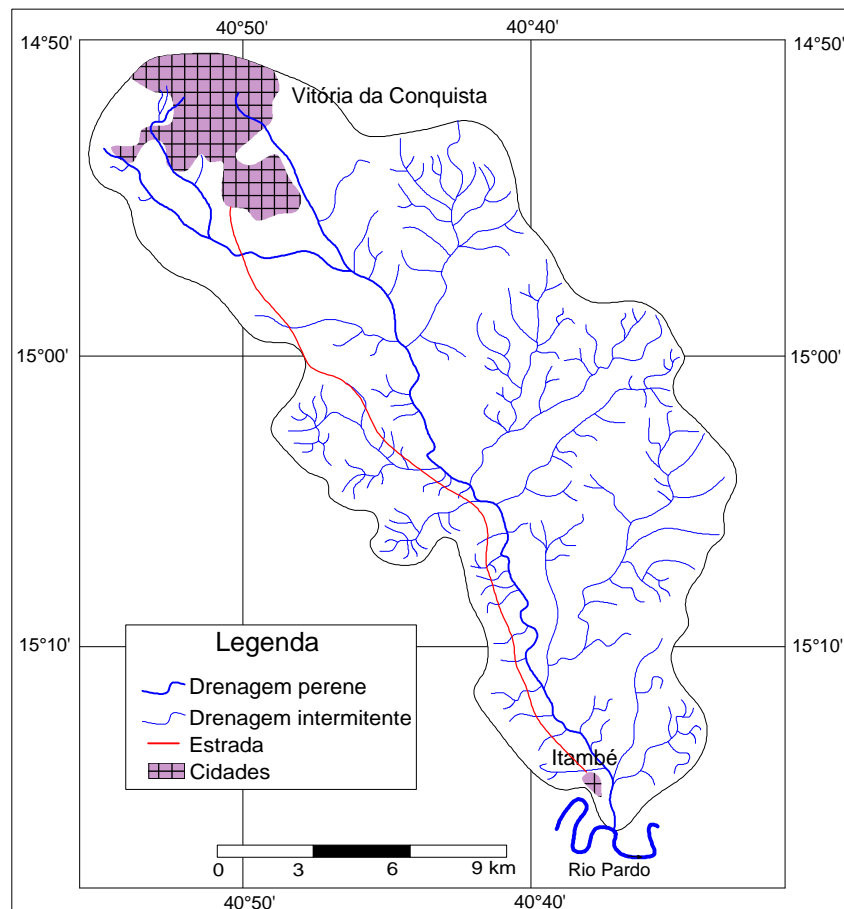 40°50' 40°40'
14°50' 14°50'
Vitória da Conquista
15°00' 15°00'
15°10' 15°10'
Legenda
Drenagem perene
Drenagem intermitente
Estrada
Cidades
Itambé
0 3 6 9 km
Rio Pardo
40°50' 40°40'